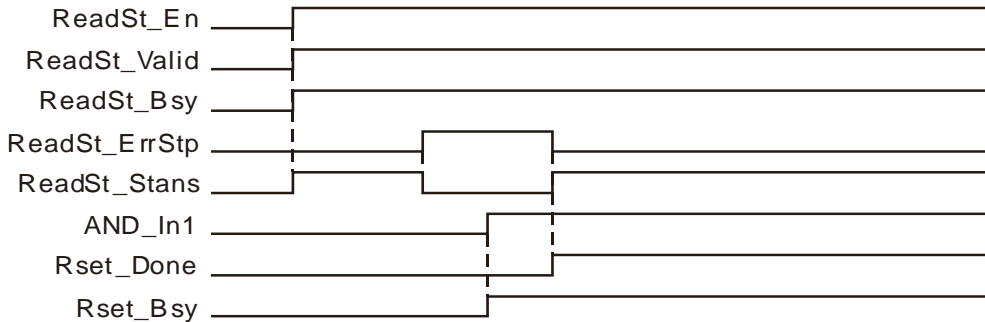 ReadSt_En
ReadSt_Valid
ReadSt_Bsy
ReadSt_ErrStp
ReadSt_Stans
AND_In1
Rset_Done
Rset_Bsy